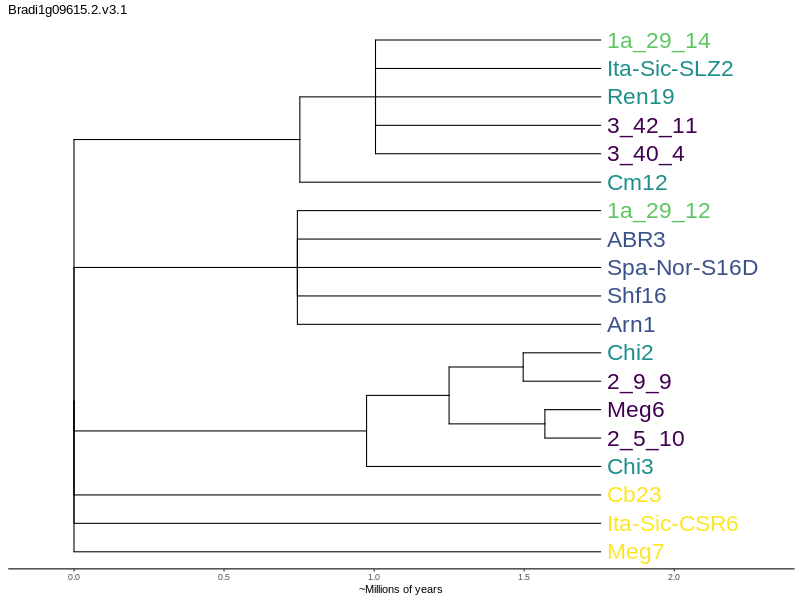 Bradi1g09615.2.v3.1
1a_29_14
Ita-Sic-SLZ2
Ren19
3_42_11
3_40_4
Cm12
1a_29_12
ABR3
Spa-Nor-S16D
Shf16
Arn1
Chi2
2_9_9
Meg6
2_5_10
Chi3
Cb23
Ita-Sic-CSR6
Meg7
0.0 0.5 1.0 1.5 2.0
~Millions of years